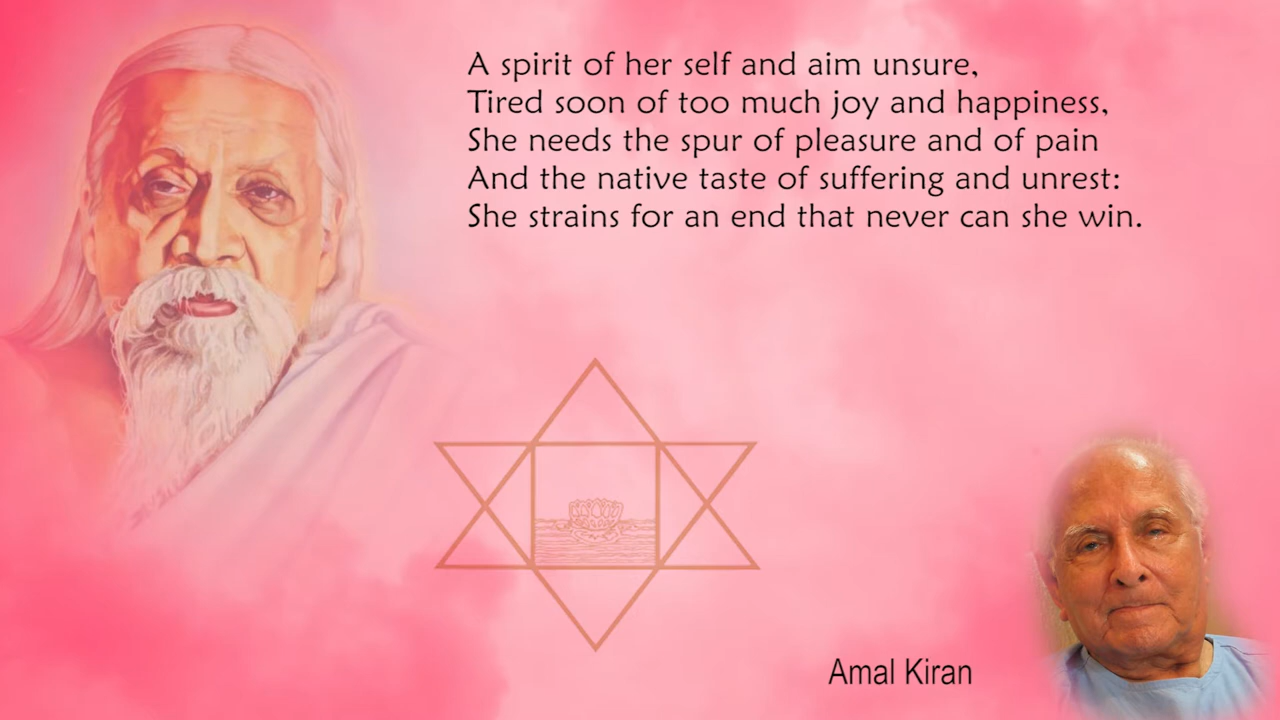 A spirit of her self and aim unsure,
Tired soon of too much joy and happiness,
She needs the spur of pleasure and of pain
And the native taste of suffering and unrest:
She strains for an end that never can she win.
Amal Kiran